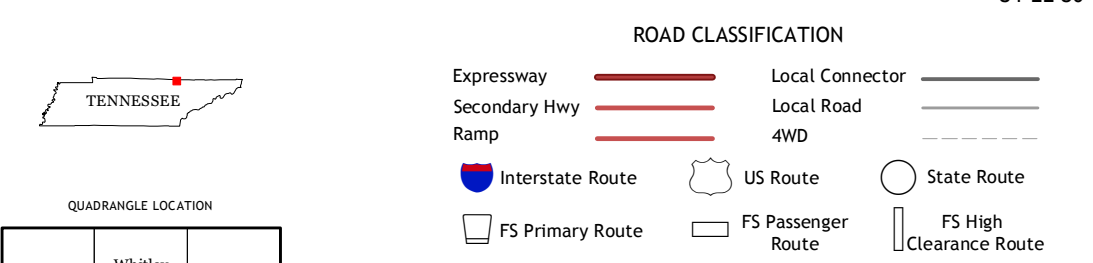 ROAD CLASSIFICATION
Expressway
Local Connector
Secondary Hwy
Local Road
Ramp
4WD
Interstate Route
US Route
State Route
FS Primary Route
FS Passenger
Route
FS High
Clearance Route
TENNESSEE
QUADRANGLE LOCATION